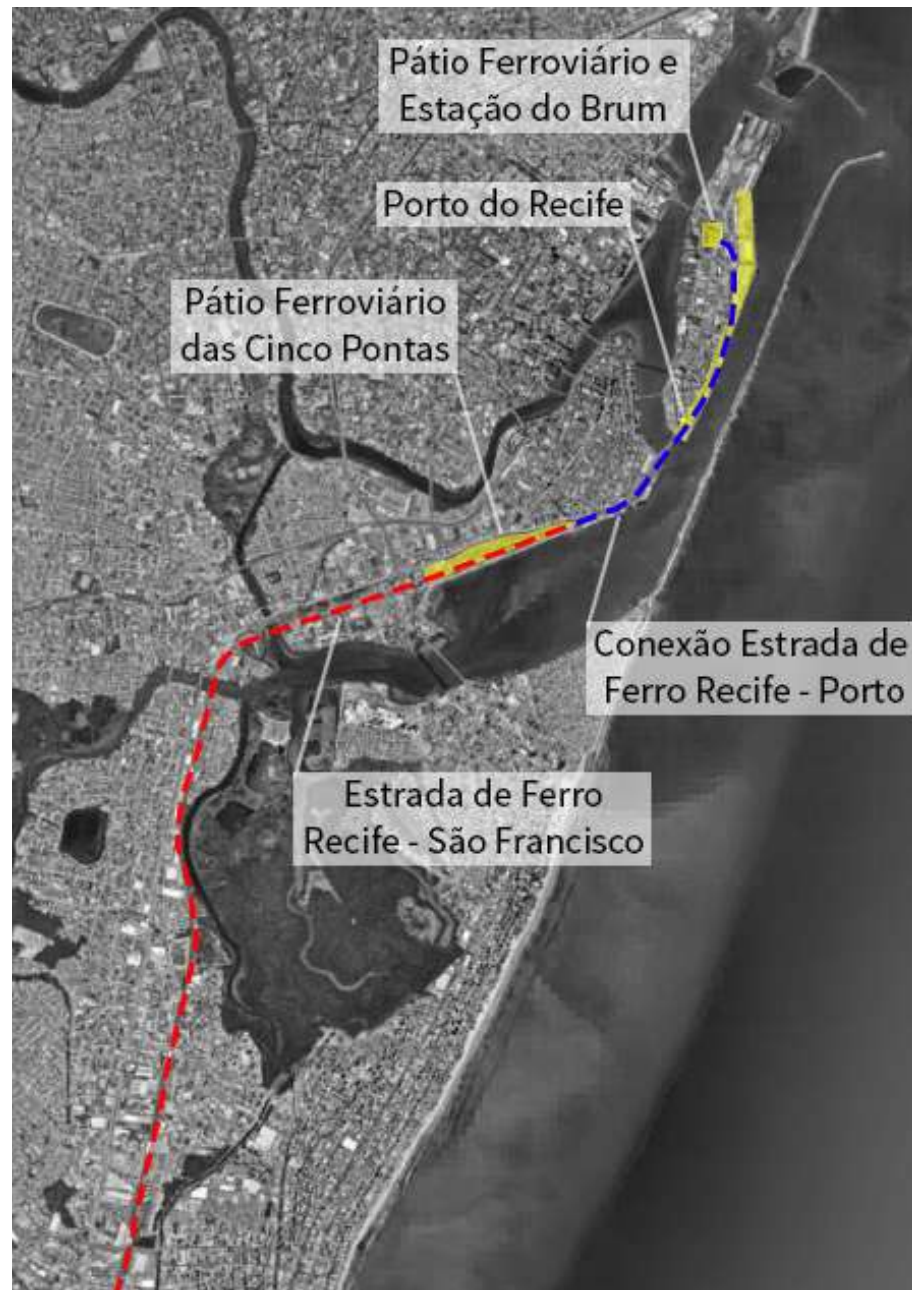 Pátio Ferroviário e
Estação do Brum
Porto do Recife
Pátio Ferroviário
das Cinco Pontas
Conexão Estrada de
Ferro Recife - Porto
Estrada de Ferro
Recife - São Francisco